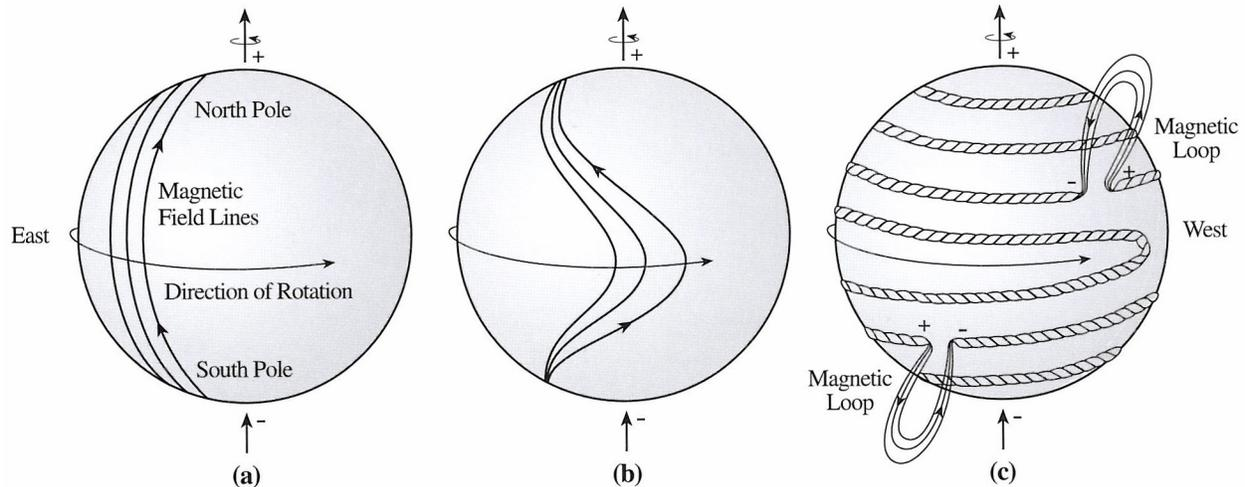 +
North Pole
Magnetic
Field Lines
East
Direction of Rotation
South Pole
-
(a)
+
-
(b)
+
Magnetic
Loop
- +
West
+ -
Magnetic
Loop
-
(c)